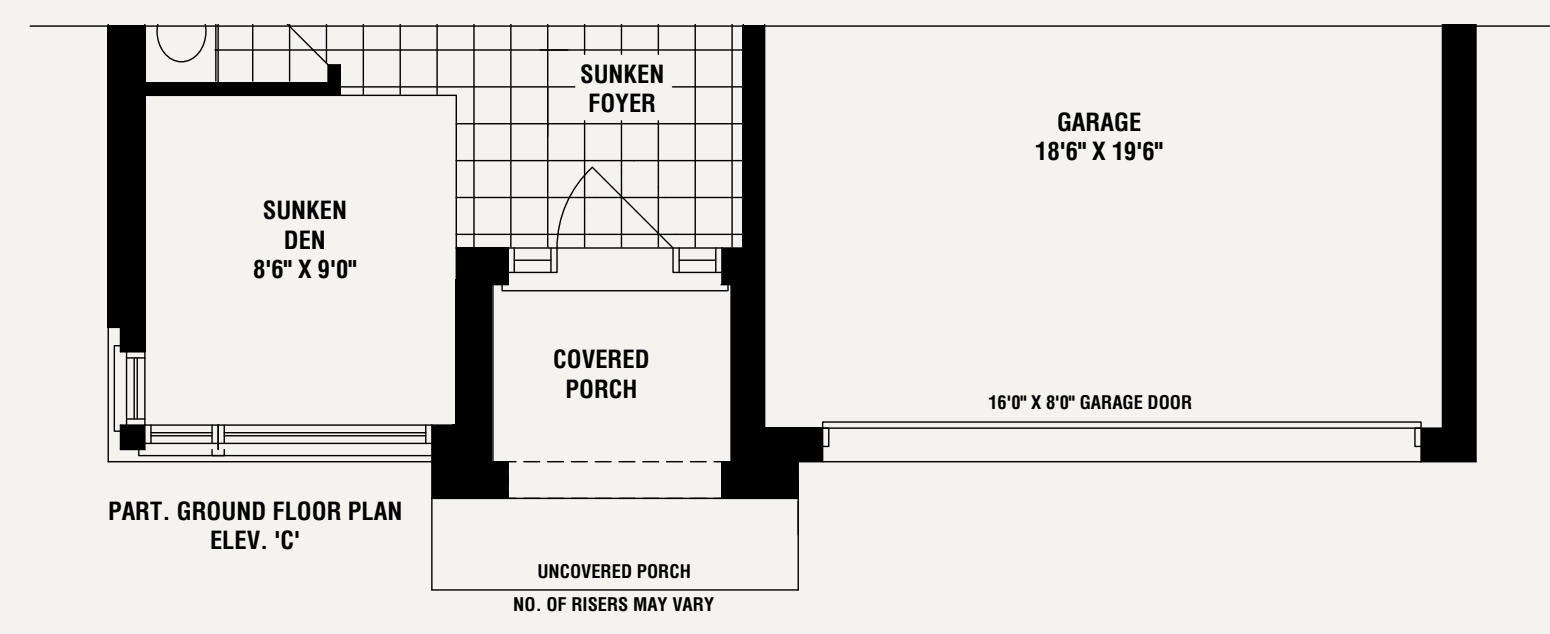 SUNKEN
FOYER
GARAGE
18'6" X 19'6"
SUNKEN
DEN
8'6" X 9'0"
COVERED
PORCH
16'0" X 8'0" GARAGE DOOR
PART. GROUND FLOOR PLAN
ELEV. 'C'
UNCOVERED PORCH
NO. OF RISERS MAY VARY